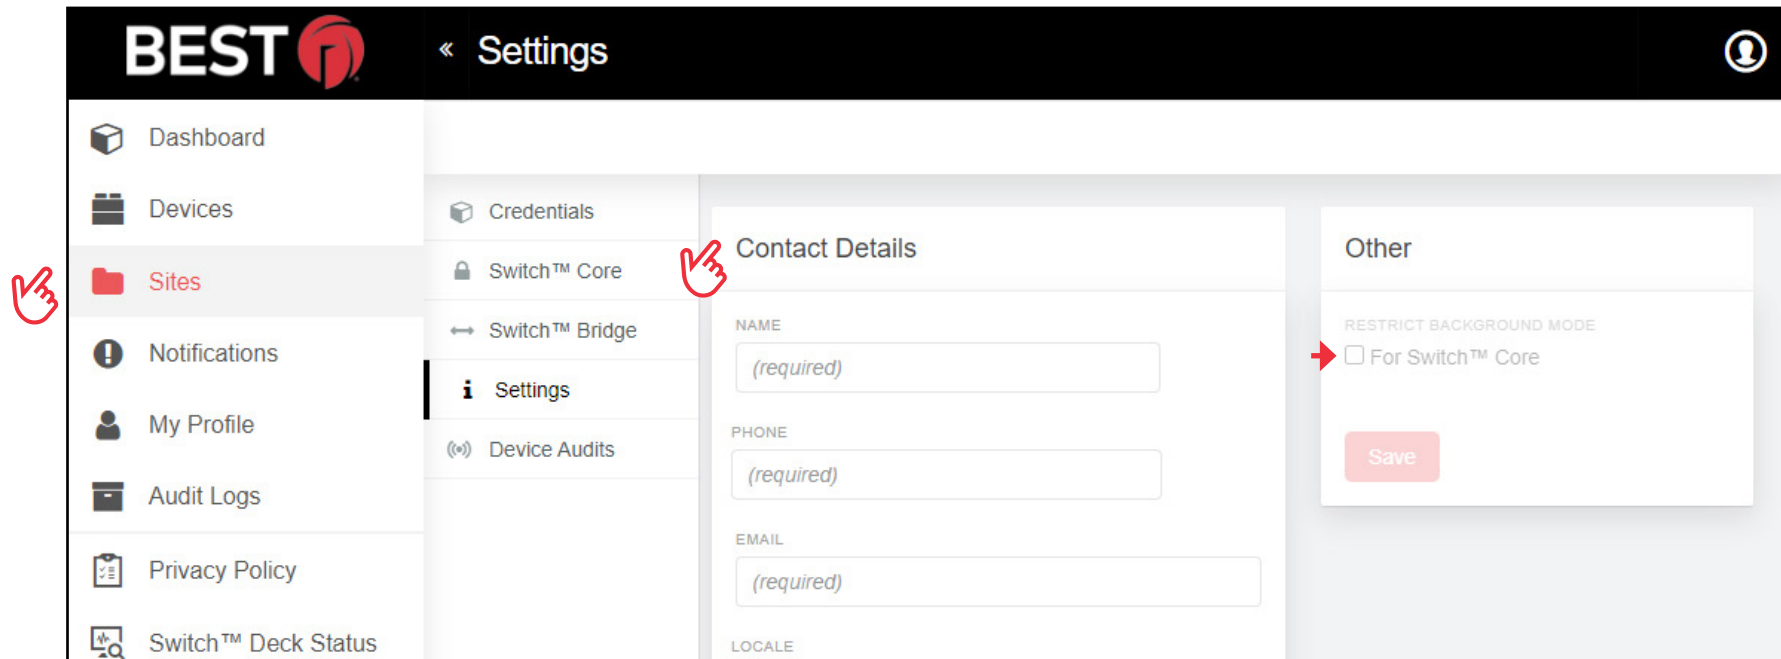 BEST
« Settings
Dashboard
Devices
Sites
Notifications
My Profile
Audit Logs
Privacy Policy
Switch™ Deck Status
Credentials
Switch™ Core
Switch™ Bridge
Settings
Device Audits
Contact Details
NAME
(required)
PHONE
(required)
EMAIL
(required)
LOCALE
Other
RESTRICT BACKGROUND MODE
For Switch™ Core
Save